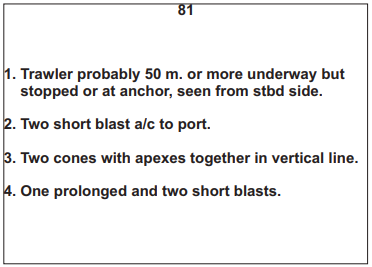 81
1. Trawler probably 50 m. or more underway but
stopped or at anchor, seen from stbd side.
2. Two short blast a/c to port.
3. Two cones with apexes together in vertical line.
4. One prolonged and two short blasts.